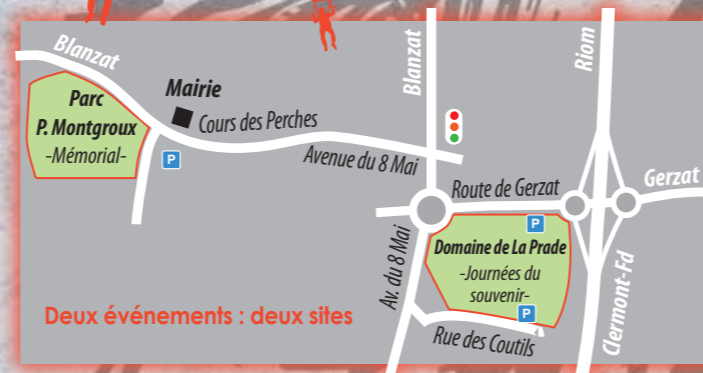 Blanzat
Parc
P. Montgroux
-Mémorial-
Mairie
Cours des Perches
P
Avenue du 8 Mai
Blanzat
Riom
Route de Gerzat
Gerzat
P
Domaine de La Prade
-Journées du
souvenir-
P
Av. du 8 Mai
Rue des Coutils
Clermont-Fd
Deux événements : deux sites